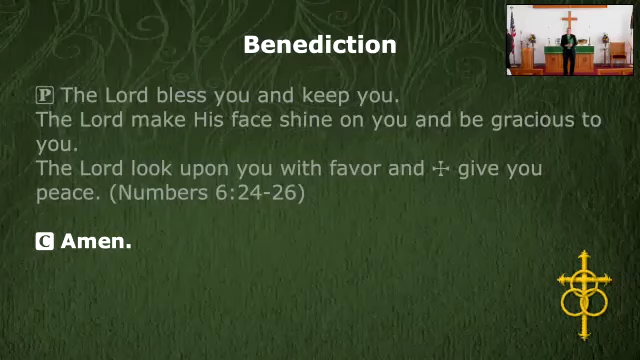 Benediction
P The Lord bless you and keep you.
The Lord make His face shine on you and be gracious to
you.
The Lord look upon you with favor and ☩ give you
peace. (Numbers 6:24-26)
C Amen.